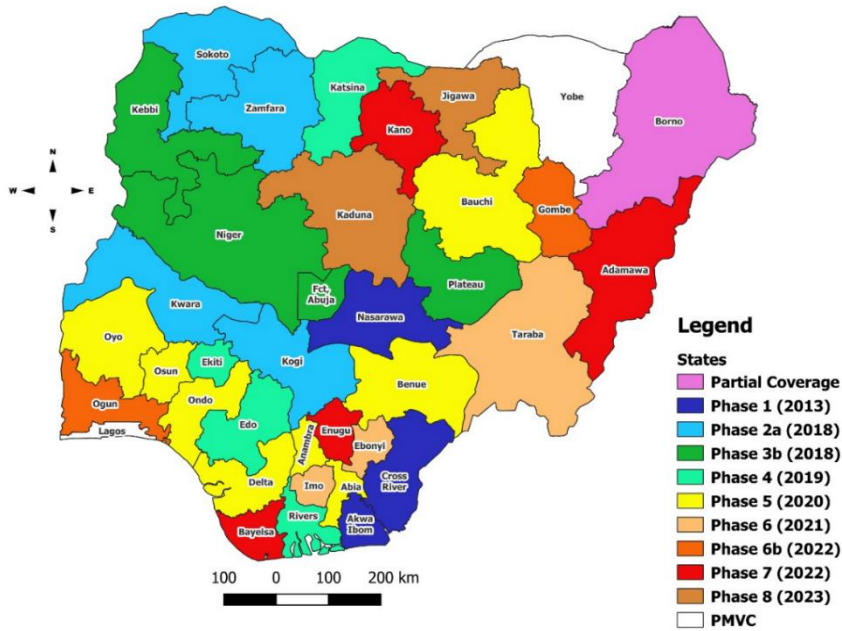 Sokoto
Katsina
Jigawa
Yobe
Kebbi
Zamfara
Kano
Borno
N
W E
S
Kaduna
Bauchi
Gombe
Niger
Adamawa
Fct,
Abuja
Plateau
Kwara
Nasarawa
Taraba
Oyo
Kogi
Ekiti
Osun
Benue
Ogun
Ondo
Edo
Lagos
Anambra
Enugu
Ebonyi
Delta
Imo
Abia
Cross
River
Rivers
Akwa
Ibom
Bayelsa
100 0 100 200 km
Legend
States
Partial Coverage
Phase 1 (2013)
Phase 2a (2018)
Phase 3b (2018)
Phase 4 (2019)
Phase 5 (2020)
Phase 6 (2021)
Phase 6b (2022)
Phase 7 (2022)
Phase 8 (2023)
PMVC